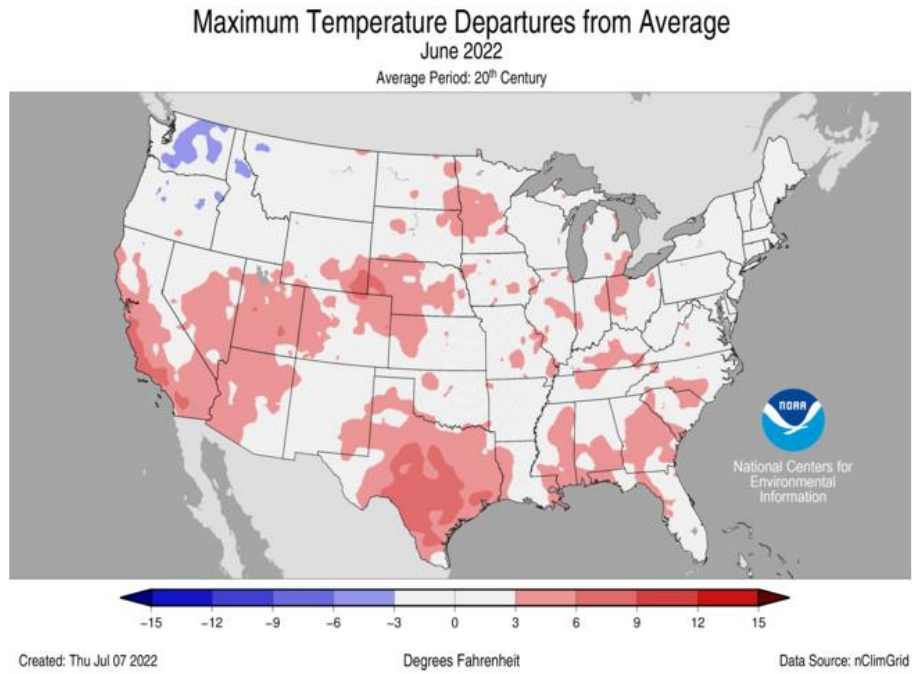 Maximum Temperature Departures from Average
June 2022
Average Period: 20th Century
NOAA
National Centers for
Environmental
Information
-15 -12 -9 -6 -3 0 3 6 9 12 15
Created: Thu Jul 07 2022 Degrees Fahrenheit Data Source: nClimGrid